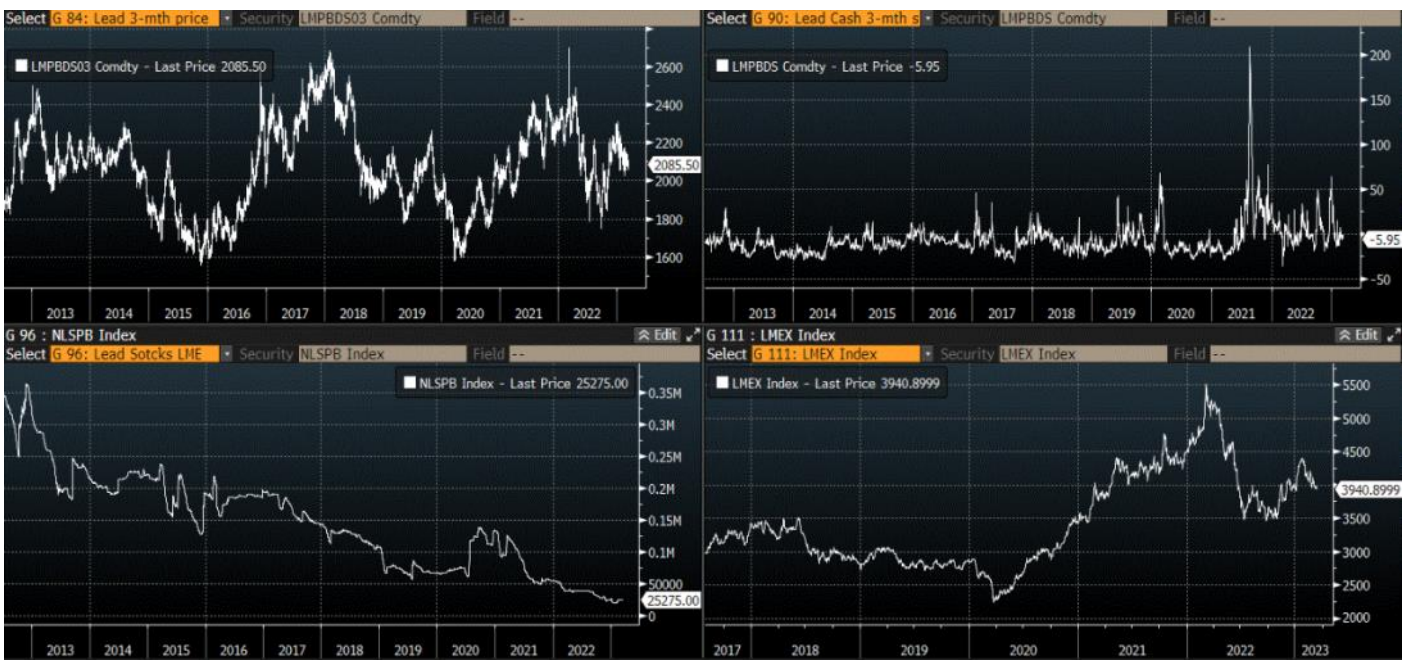 Select G 84: Lead 3-mth price Security LMPBDS03 Comdty Field --
LMPBDS03 Comdty - Last Price 2085.50
2600
2400
2200
2085.50
2000
1800
1600
2013 2014 2015 2016 2017 2018 2019 2020 2021 2022
Select G 90: Lead Cash 3-mth s Security LMPBDS Comdty Field --
LMPBDS Comdty - Last Price -5.95
200
150
100
50
-5.95
-50
2013 2014 2015 2016 2017 2018 2019 2020 2021 2022
G 96 : NLSPB Index Edit
Select G 96: Lead Sotcks LME Security NLSPB Index Field --
NLSPB Index - Last Price 25275.00
0.35M
0.3M
0.25M
0.2M
0.15M
0.1M
50000
25275.00
0
2013 2014 2015 2016 2017 2018 2019 2020 2021 2022
G 111 : LMEX Index Edit
Select G 111: LMEX Index Security LMEX Index Field --
LMEX Index - Last Price 3940.8999
5500
5000
4500
3940.8999
3500
3000
2500
2000
2017 2018 2019 2020 2021 2022 2023